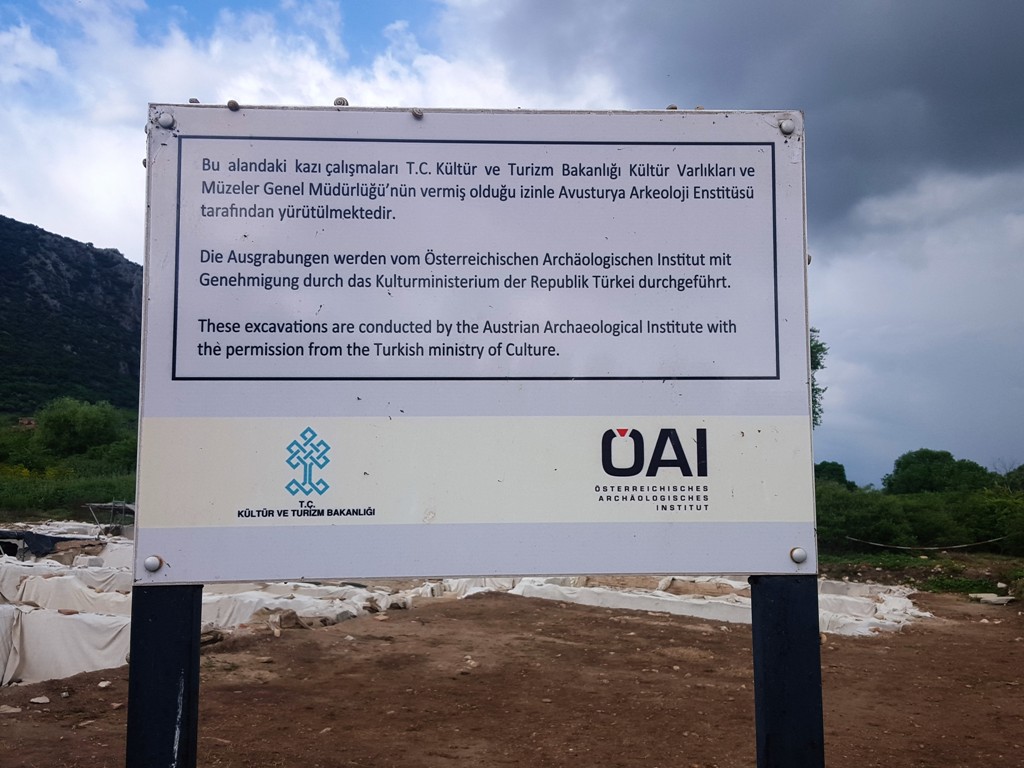 Bu alandaki kazı çalışmaları T.C. Kültür ve Turizm Bakanlığı Kültür Varlıkları ve
Müzeler Genel Müdürlüğü'nün vermiş olduğu izinle Avusturya Arkeoloji Enstitüsü
tarafından yürütülmektedir.
Die Ausgrabungen werden vom Österreichischen Archäologischen Institut mit
Genehmigung durch das Kulturministerium der Republik Türkei durchgeführt.
These excavations are conducted by the Austrian Archaeological Institute with
the permission from the Turkish ministry of Culture.
T.C.
KÜLTÜR VE TURİZM BAKANLIĞI
ÖAI
ÖSTERREICHISCHES
ARCHÄOLOGISCHES
INSTITUT